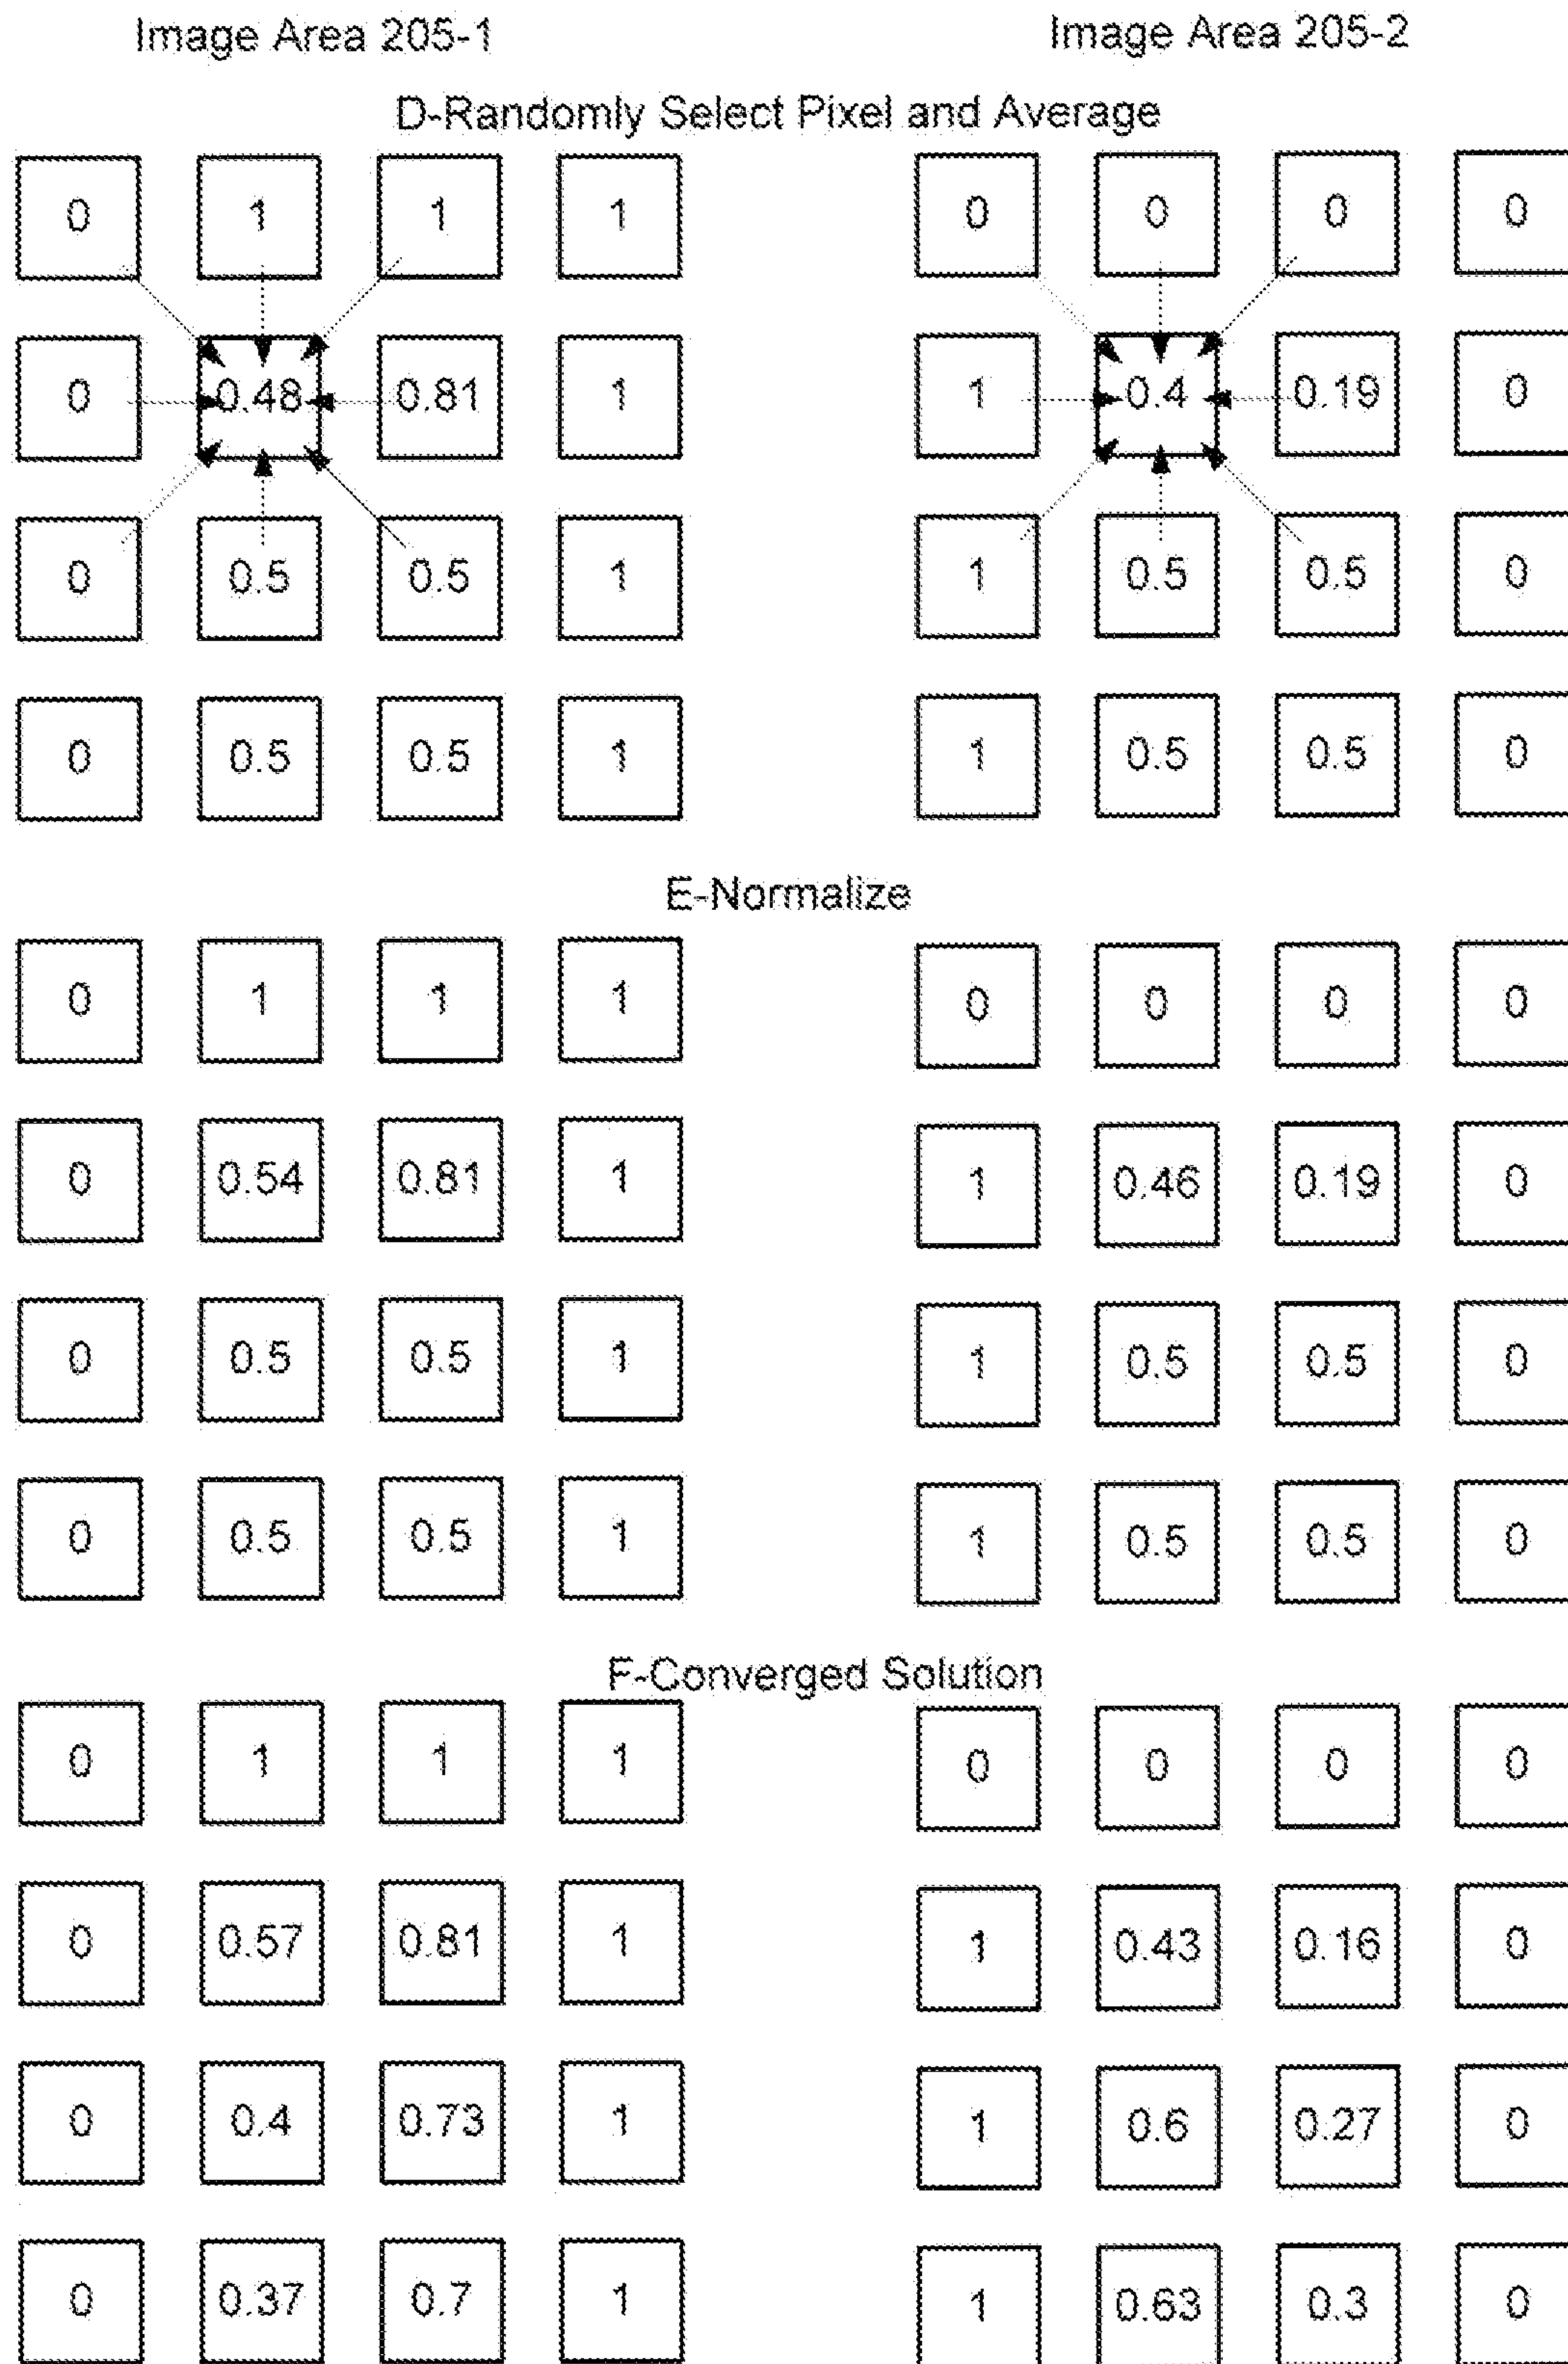 Image Area 205-1 Image Area 205-2
D-Randomly Select Pixel and Average
0 1 1 1 0 0 0 0
0 0.48 0.81 1 1 0.4 0.19 0
0 0.5 0.5 1 1 0.5 0.5 0
0 0.5 0.5 1 1 0.5 0.5 0
E-Normalize
0 1 1 1 0 0 0 0
0 0.54 0.81 1 1 0.46 0.19 0
0 0.5 0.5 1 1 0.5 0.5 0
0 0.5 0.5 1 1 0.5 0.5 0
F-Converged Solution
0 1 1 1 0 0 0 0
0 0.57 0.81 1 1 0.43 0.16 0
0 0.4 0.73 1 1 0.6 0.27 0
0 0.37 0.7 1 1 0.63 0.3 0